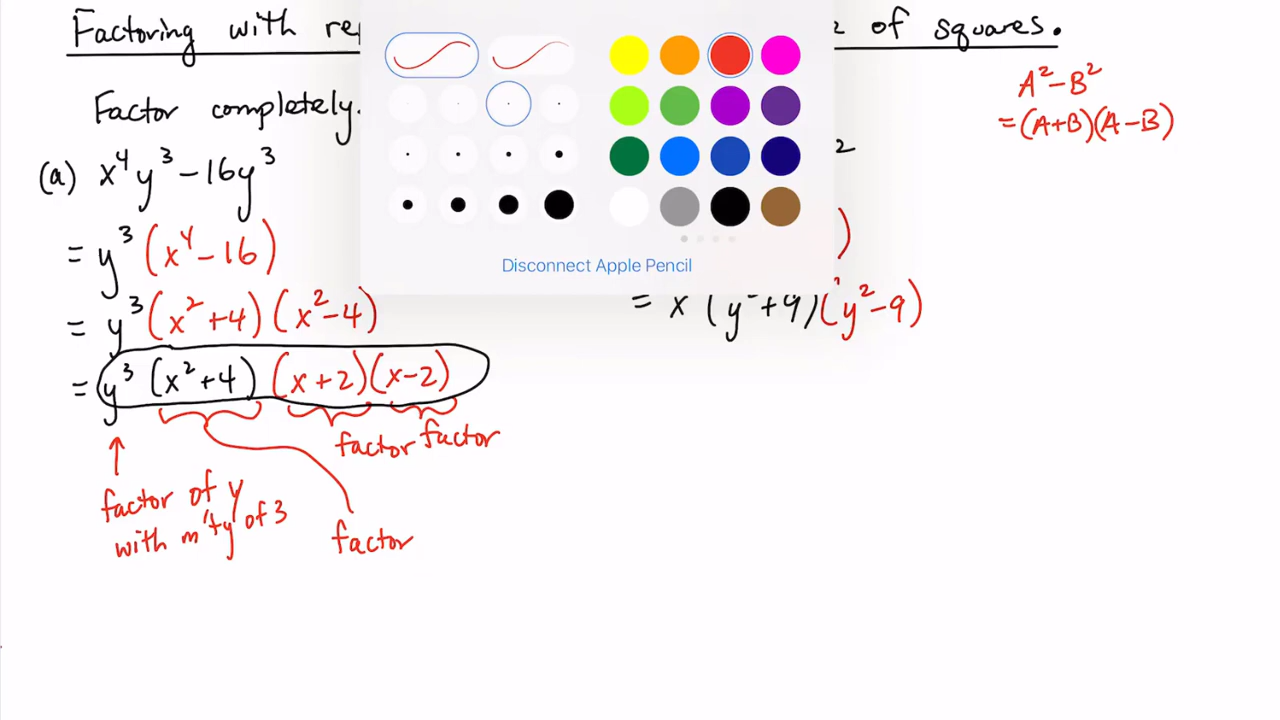 Factoring with re of squares.
Factor completely.
A² - B²
= (A+B)(A-B)
(a) x⁴y³ - 16y³
= y³ (x⁴ - 16)
= y³ (x² + 4) (x² - 4)
= y³ (x² + 4) (x + 2)(x - 2)
factor factor
factor of y
with m'ty of 3
factor
2
)
= x (y² + 9)(y² - 9)
Disconnect Apple Pencil